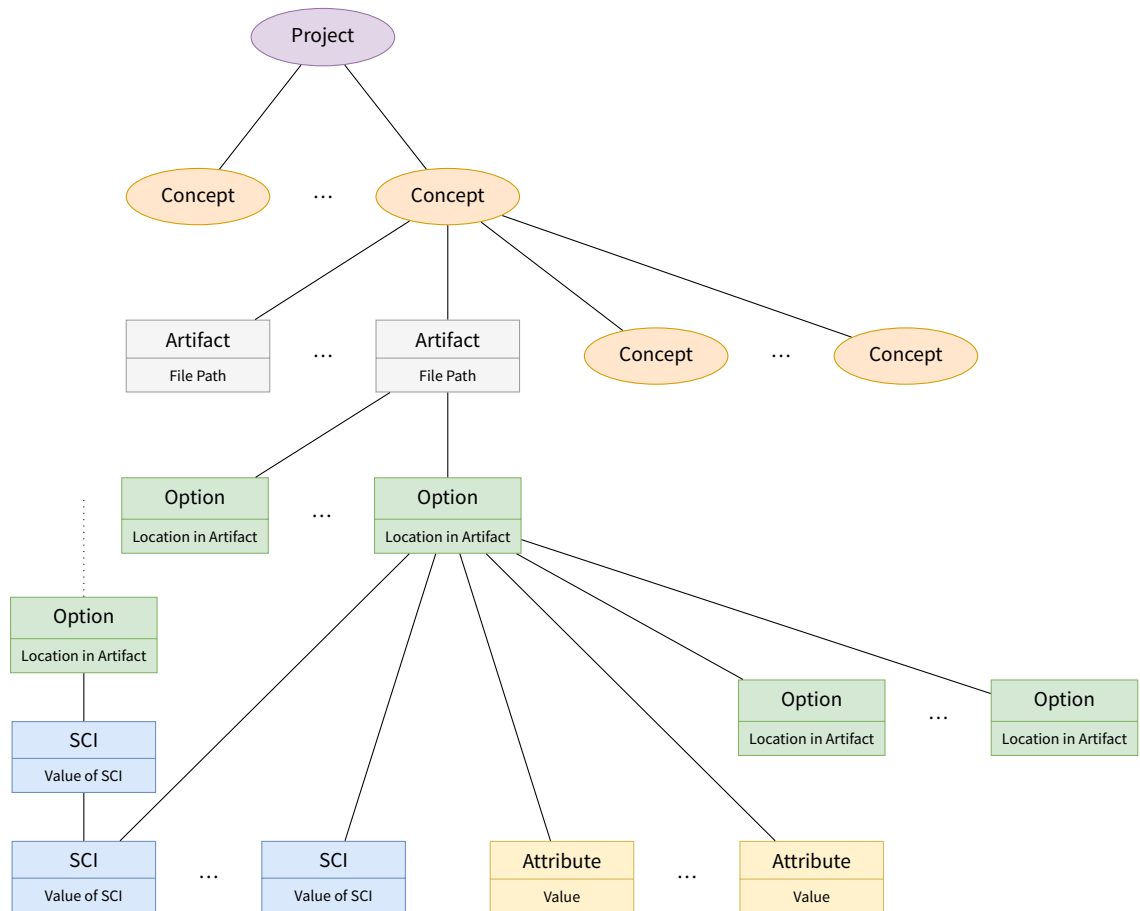 Project
Concept
...
Concept
Artifact
File Path
...
Artifact
File Path
Concept
...
Concept
Option
Location in Artifact
...
Option
Location in Artifact
Option
Location in Artifact
Option
Location in Artifact
...
Option
Location in Artifact
SCI
Value of SCI
SCI
Value of SCI
...
SCI
Value of SCI
Attribute
Value
...
Attribute
Value